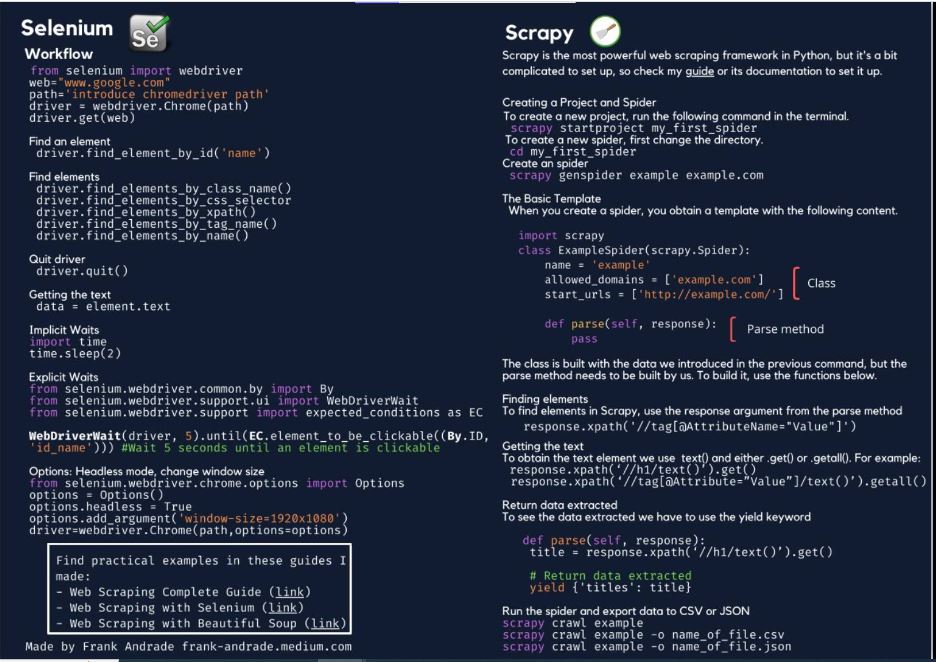 Selenium
Se
Workflow
from selenium import webdriver
web="www.google.com"
path='introduce chromedriver path'
driver = webdriver.Chrome(path)
driver.get(web)
Find an element
driver.find_element_by_id('name')
Find elements
driver.find_elements_by_class_name()
driver.find_elements_by_css_selector
driver.find_elements_by_xpath()
driver.find_elements_by_tag_name()
driver.find_elements_by_name()
Quit driver
driver.quit()
Getting the text
data = element.text
Implicit Waits
import time
time.sleep(2)
Explicit Waits
from selenium.webdriver.common.by import By
from selenium.webdriver.support.ui import WebDriverWait
from selenium.webdriver.support import expected_conditions as EC
WebDriverWait(driver, 5).until(EC.element_to_be_clickable((By.ID,
'id_name'))) #Wait 5 seconds until an element is clickable
Options: Headless mode, change window size
from selenium.webdriver.chrome.options import Options
options = Options()
options.headless = True
options.add_argument('window-size=1920x1080')
driver=webdriver.Chrome(path,options=options)
Find practical examples in these guides I
made:
- Web Scraping Complete Guide (link)
- Web Scraping with Selenium (link)
- Web Scraping with Beautiful Soup (link)
Made by Frank Andrade frank-andrade.medium.com
Scrapy
Scrapy is the most powerful web scraping framework in Python, but it's a bit
complicated to set up, so check my guide or its documentation to set it up.
Creating a Project and Spider
To create a new project, run the following command in the terminal.
scrapy startproject my_first_spider
To create a new spider, first change the directory.
cd my_first_spider
Create an spider
scrapy genspider example example.com
The Basic Template
When you create a spider, you obtain a template with the following content.
import scrapy
class ExampleSpider(scrapy.Spider):
name = 'example'
allowed_domains = ['example.com']
start_urls = ['http://example.com/']
Class
def parse(self, response):
pass
Parse method
The class is built with the data we introduced in the previous command, but the
parse method needs to be built by us. To build it, use the functions below.
Finding elements
To find elements in Scrapy, use the response argument from the parse method
response.xpath('//tag[@AttributeName="Value"]')
Getting the text
To obtain the text element we use text() and either .get() or .getall(). For example:
response.xpath(‘//h1/text()’).get()
response.xpath(‘//tag[@Attribute=”Value”]/text()’).getall()
Return data extracted
To see the data extracted we have to use the yield keyword
def parse(self, response):
title = response.xpath(‘//h1/text()’).get()
# Return data extracted
yield {'titles': title}
Run the spider and export data to CSV or JSON
scrapy crawl example
scrapy crawl example -o name_of_file.csv
scrapy crawl example -o name_of_file.json